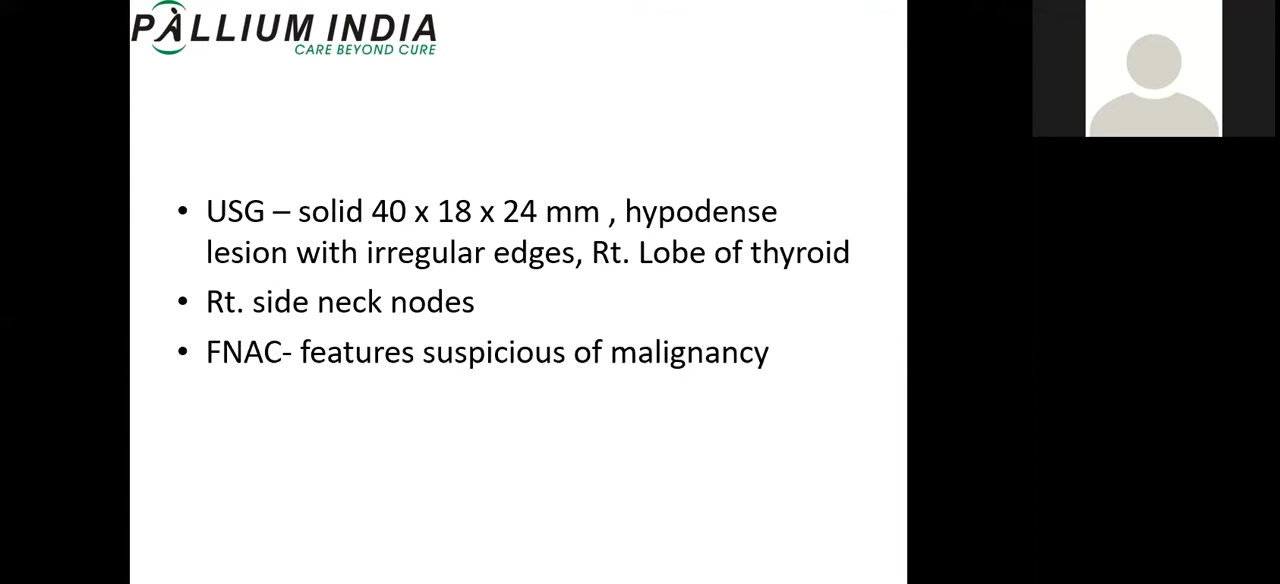 PALLIUM INDIA
CARE BEYOND CURE
• USG – solid 40 x 18 x 24 mm , hypodense
lesion with irregular edges, Rt. Lobe of thyroid
• Rt. side neck nodes
• FNAC- features suspicious of malignancy